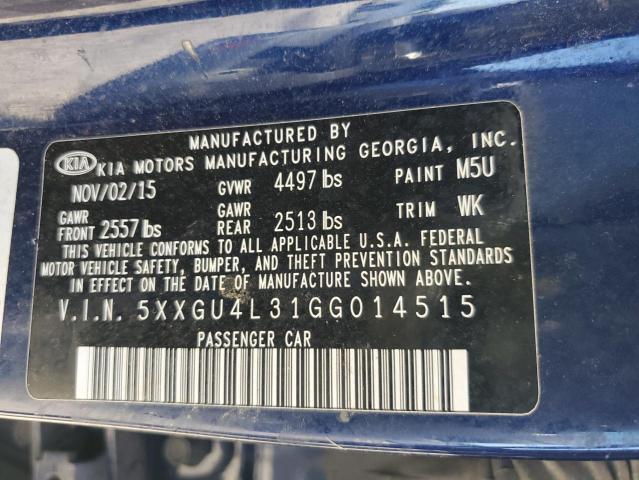 MANUFACTURED BY
KIA KIA MOTORS MANUFACTURING GEORGIA, INC.
NOV/02/15 GVWR 4497 lbs PAINT M5U
GAWR FRONT 2557 lbs GAWR REAR 2513 lbs TRIM WK
THIS VEHICLE CONFORMS TO ALL APPLICABLE U.S.A. FEDERAL
MOTOR VEHICLE SAFETY, BUMPER, AND THEFT PREVENTION STANDARDS
IN EFFECT ON THE DATE OF MANUFACTURE SHOWN ABOVE.
V.I.N. 5XXGU4L31GG014515
PASSENGER CAR